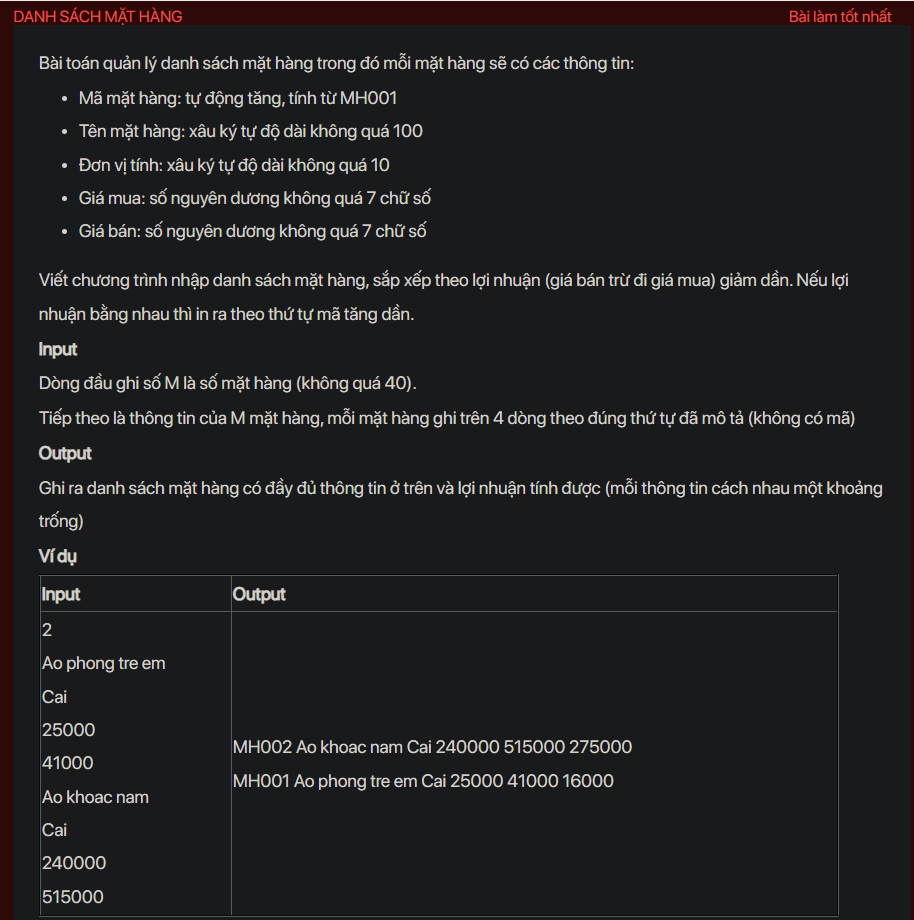 DANH SÁCH MẶT HÀNG
Bài làm tốt nhất
Bài toán quản lý danh sách mặt hàng trong đó mỗi mặt hàng sẽ có các thông tin:
• Mã mặt hàng: tự động tăng, tính từ MH001
• Tên mặt hàng: xâu ký tự độ dài không quá 100
• Đơn vị tính: xâu ký tự độ dài không quá 10
• Giá mua: số nguyên dương không quá 7 chữ số
• Giá bán: số nguyên dương không quá 7 chữ số
Viết chương trình nhập danh sách mặt hàng, sắp xếp theo lợi nhuận (giá bán trừ đi giá mua) giảm dần. Nếu lợi
nhuận bằng nhau thì in ra theo thứ tự mã tăng dần.
Input
Dòng đầu ghi số M là số mặt hàng (không quá 40).
Tiếp theo là thông tin của M mặt hàng, mỗi mặt hàng ghi trên 4 dòng theo đúng thứ tự đã mô tả (không có mã)
Output
Ghi ra danh sách mặt hàng có đầy đủ thông tin ở trên và lợi nhuận tính được (mỗi thông tin cách nhau một khoảng
trống)
Ví dụ
Input
Output
2
Ao phong tre em
Cai
25000
41000
Ao khoac nam
Cai
240000
515000
MH002 Ao khoac nam Cai 240000 515000 275000
MH001 Ao phong tre em Cai 25000 41000 16000